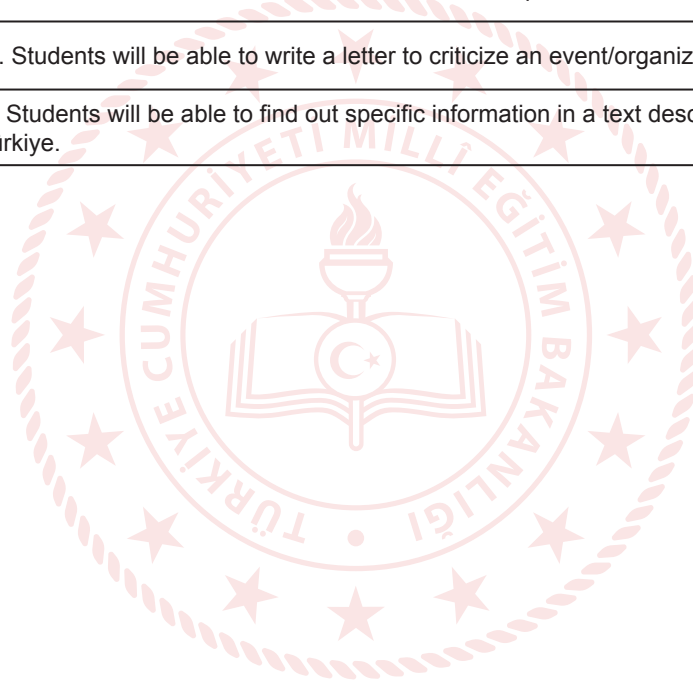 . Students will be able to write a letter to criticize an event/organiz
Students will be able to find out specific information in a text desc
ürkiye.
TÜRKİYE CUMHURİYETİ MİLLÎ EĞİTİM BAKANLIĞI